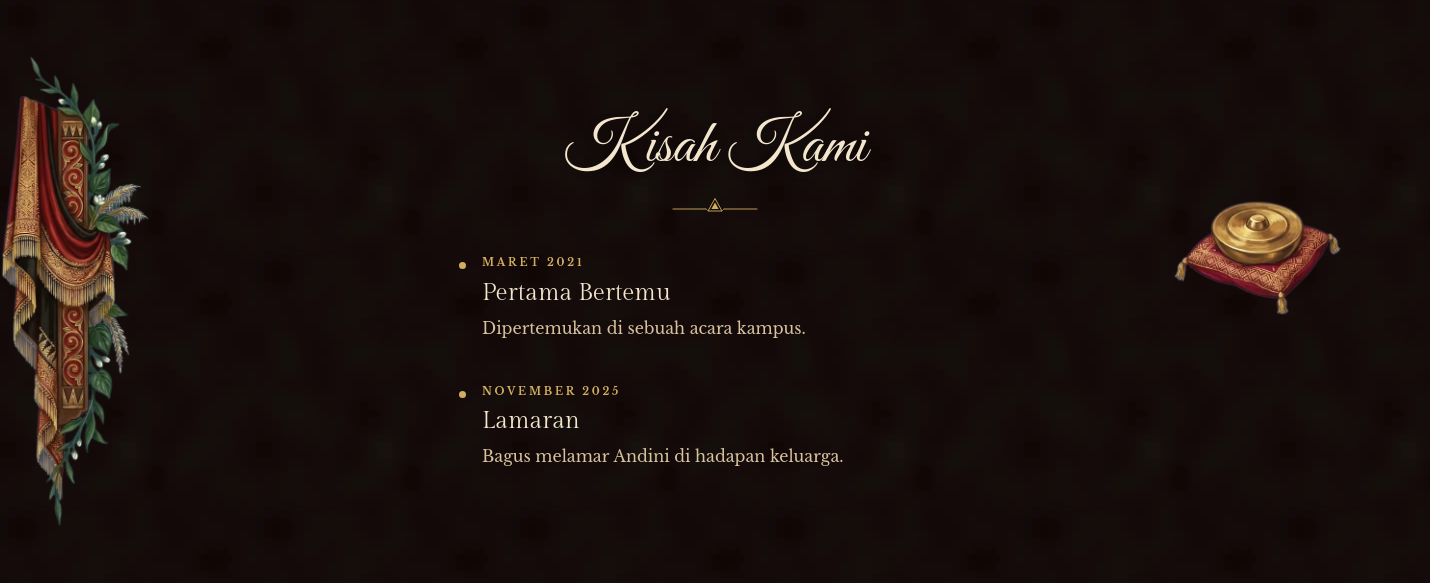 Kisah Kami
MARET 2021
Pertama Bertemu
Dipertemukan di sebuah acara kampus.
NOVEMBER 2025
Lamaran
Bagus melamar Andini di hadapan keluarga.